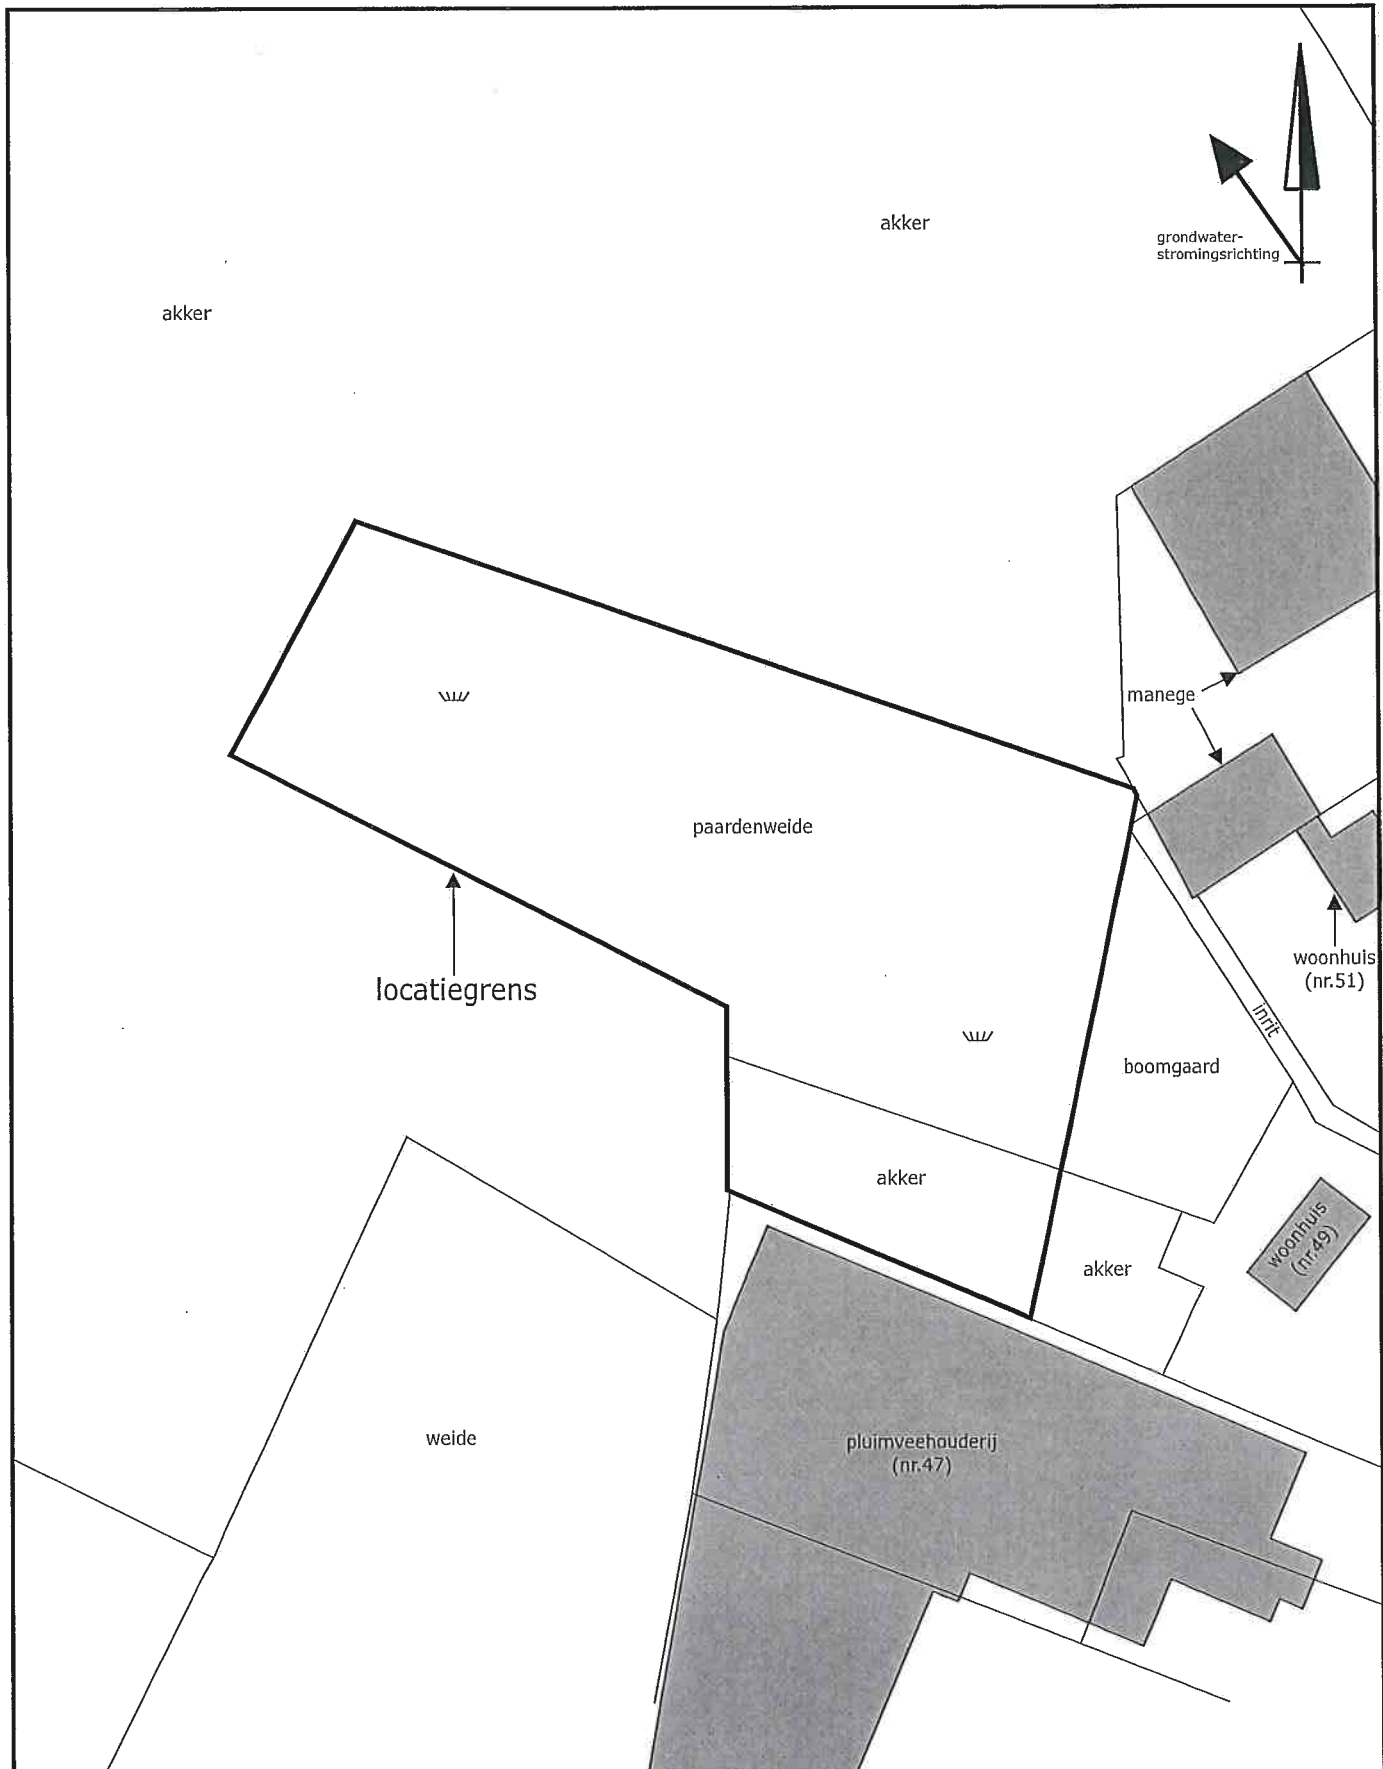 akker
grondwater-
stromingsrichting
akker
manege
paardenweide
woonhuis
(nr.51)
locatiegrens
inrit
boomgaard
akker
woonhuis
(nr.49)
akker
weide
pluimveehouderij
(nr.47)